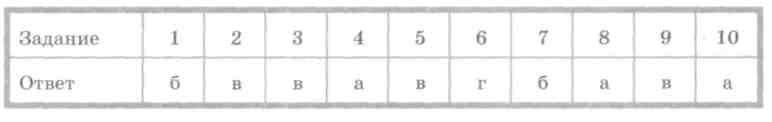 Задание 1 2 3 4 5 6 7 8 9 10
Ответ б в в а в г б а в а